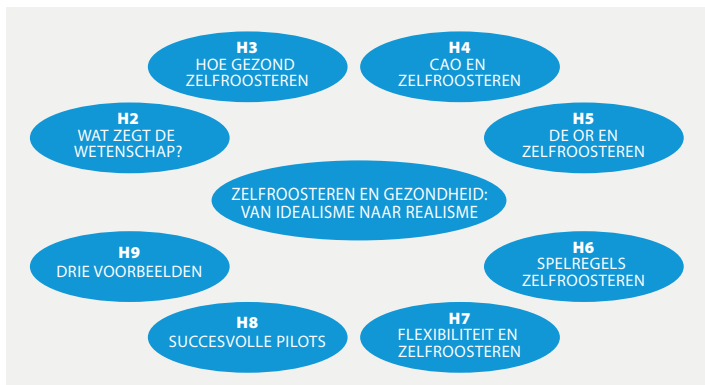 H3
HOE GEZOND
ZELFROOSTEREN
H4
CAO EN
ZELFROOSTEREN
H2
WAT ZEGT DE
WETENSCHAP?
H5
DE OR EN
ZELFROOSTEREN
ZELFROOSTEREN EN GEZONDHEID:
VAN IDEALISME NAAR REALISME
H9
DRIE VOORBEELDEN
H6
SPELREGELS
ZELFROOSTEREN
H8
SUCCESVOLLE PILOTS
H7
FLEXIBILITEIT EN
ZELFROOSTEREN